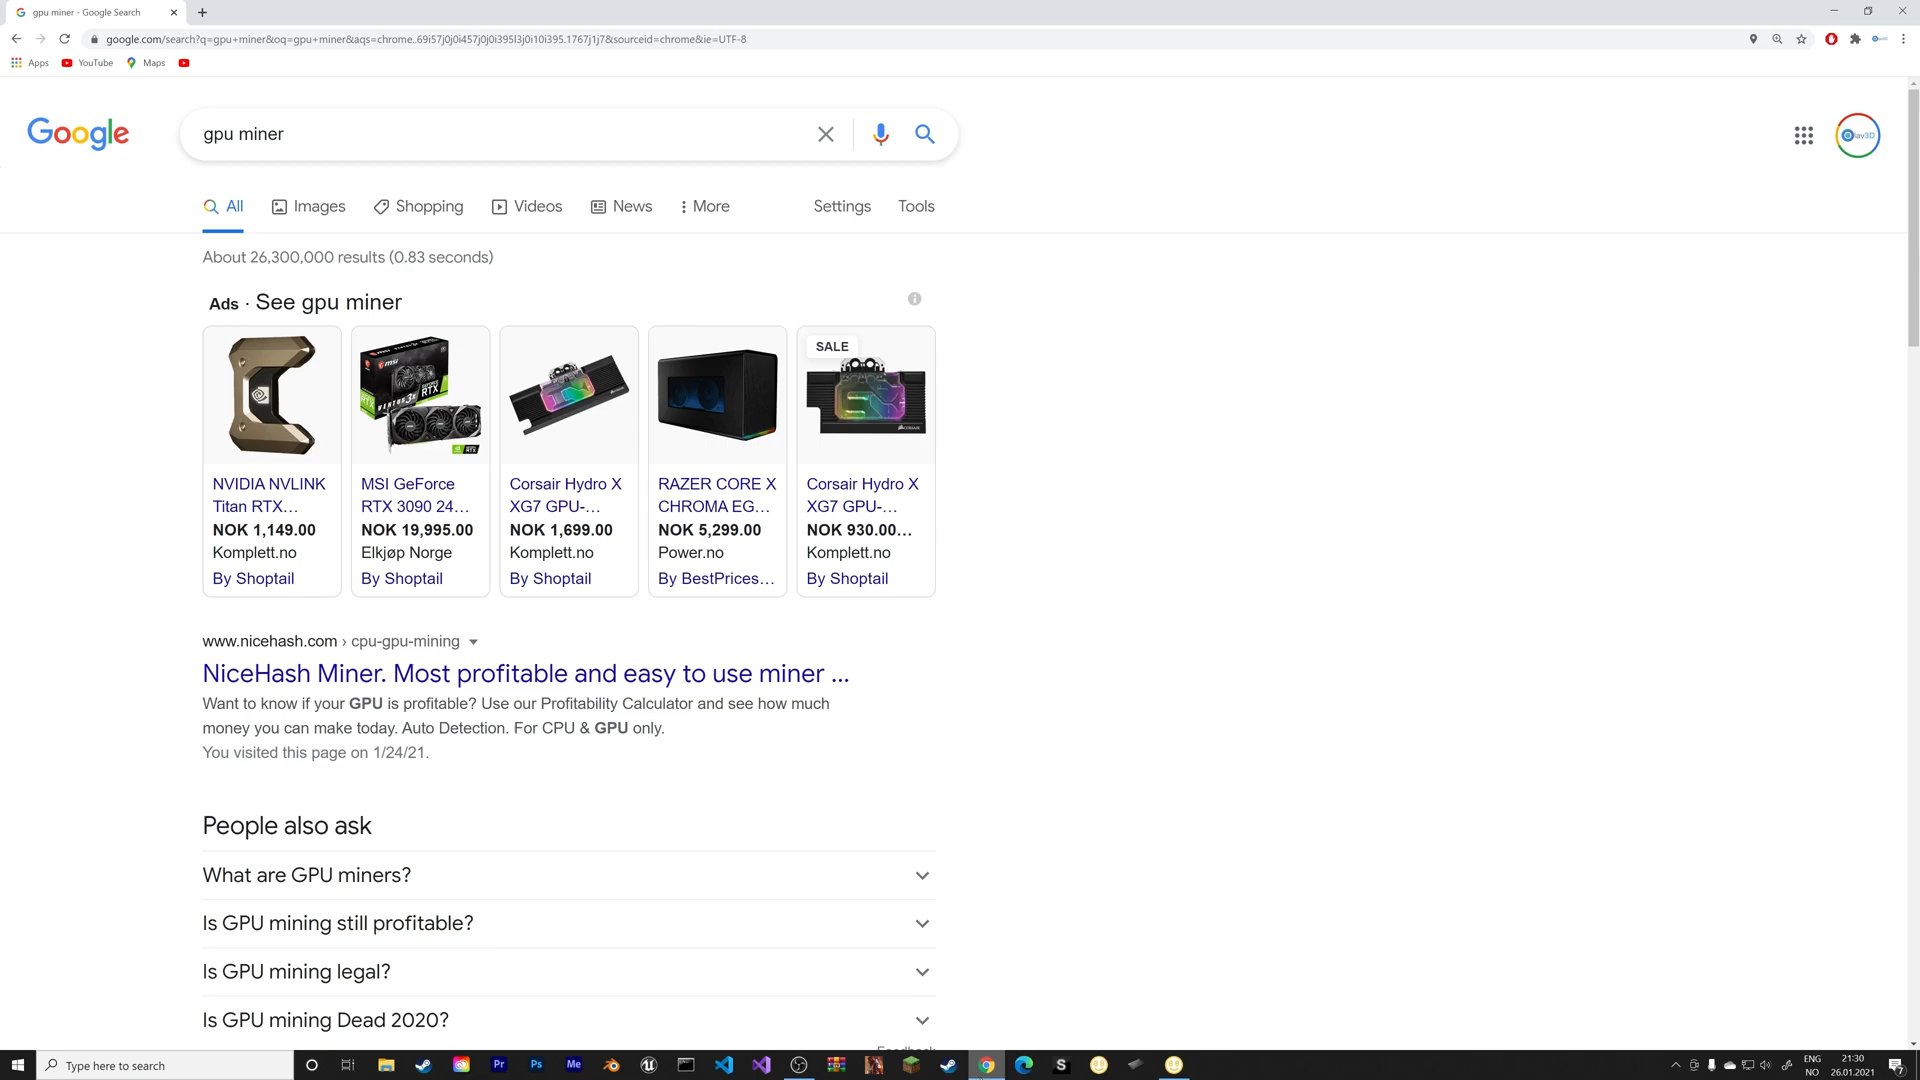 gpu miner - Google Search
google.com/search?q=gpu+miner&oq=gpu+miner&aqs=chrome..69i57j0j0i457j0j0i395l3j0i10i395.1767j1j7&sourceid=chrome&ie=UTF-8
Apps YouTube Maps
Google
gpu miner
lav3D
All Images Shopping Videos News More Settings Tools
About 26,300,000 results (0.83 seconds)
Ads · See gpu miner
SALE
NVIDIA NVLINK
Titan RTX...
NOK 1,149.00
Komplett.no
By Shoptail
MSI GeForce
RTX 3090 24...
NOK 19,995.00
Elkjøp Norge
By Shoptail
Corsair Hydro X
XG7 GPU-...
NOK 1,699.00
Komplett.no
By Shoptail
RAZER CORE X
CHROMA EG...
NOK 5,299.00
Power.no
By BestPrices...
Corsair Hydro X
XG7 GPU-...
NOK 930.00...
Komplett.no
By Shoptail
www.nicehash.com › cpu-gpu-mining
NiceHash Miner. Most profitable and easy to use miner ...
Want to know if your GPU is profitable? Use our Profitability Calculator and see how much
money you can make today. Auto Detection. For CPU & GPU only.
You visited this page on 1/24/21.
People also ask
What are GPU miners?
Is GPU mining still profitable?
Is GPU mining legal?
Is GPU mining Dead 2020?
Feedback
Type here to search
Pr Ps Me S
ENG
NO
21:30
26.01.2021
7